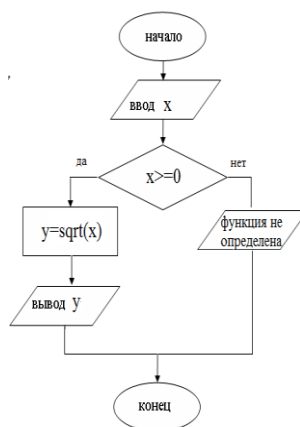 начало
ввод x
да
x>=0
нет
y=sqrt(x)
функция не
определена
вывод y
конец